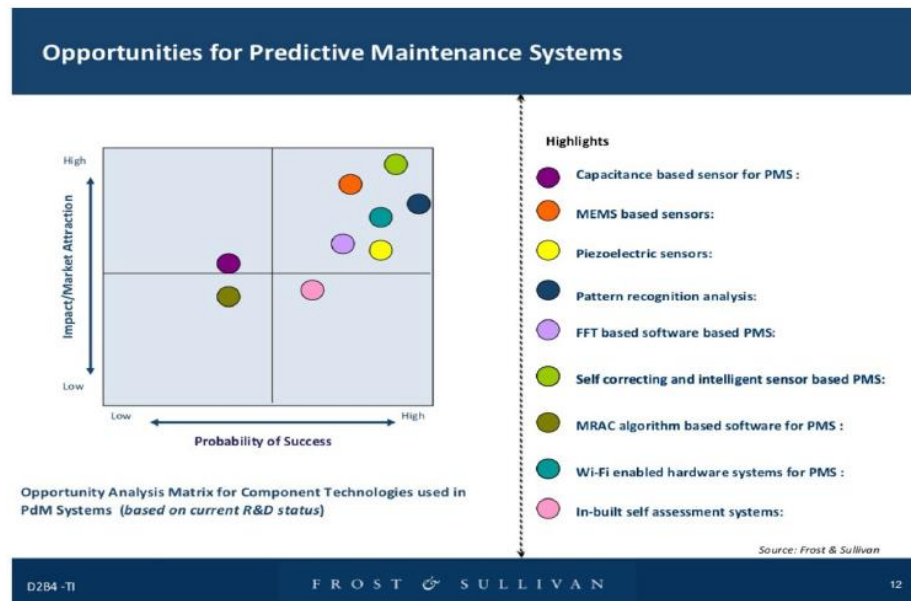 Opportunities for Predictive Maintenance Systems
High
Impact/Market Attraction
Low
Low
High
Probability of Success
Opportunity Analysis Matrix for Component Technologies used in
PdM Systems (based on current R&D status)
Highlights
Capacitance based sensor for PMS :
MEMS based sensors:
Piezoelectric sensors:
Pattern recognition analysis:
FFT based software based PMS:
Self correcting and intelligent sensor based PMS:
MRAC algorithm based software for PMS :
Wi-Fi enabled hardware systems for PMS :
In-built self assessment systems:
Source: Frost & Sullivan
D2B4 -TI
FROST & SULLIVAN
12